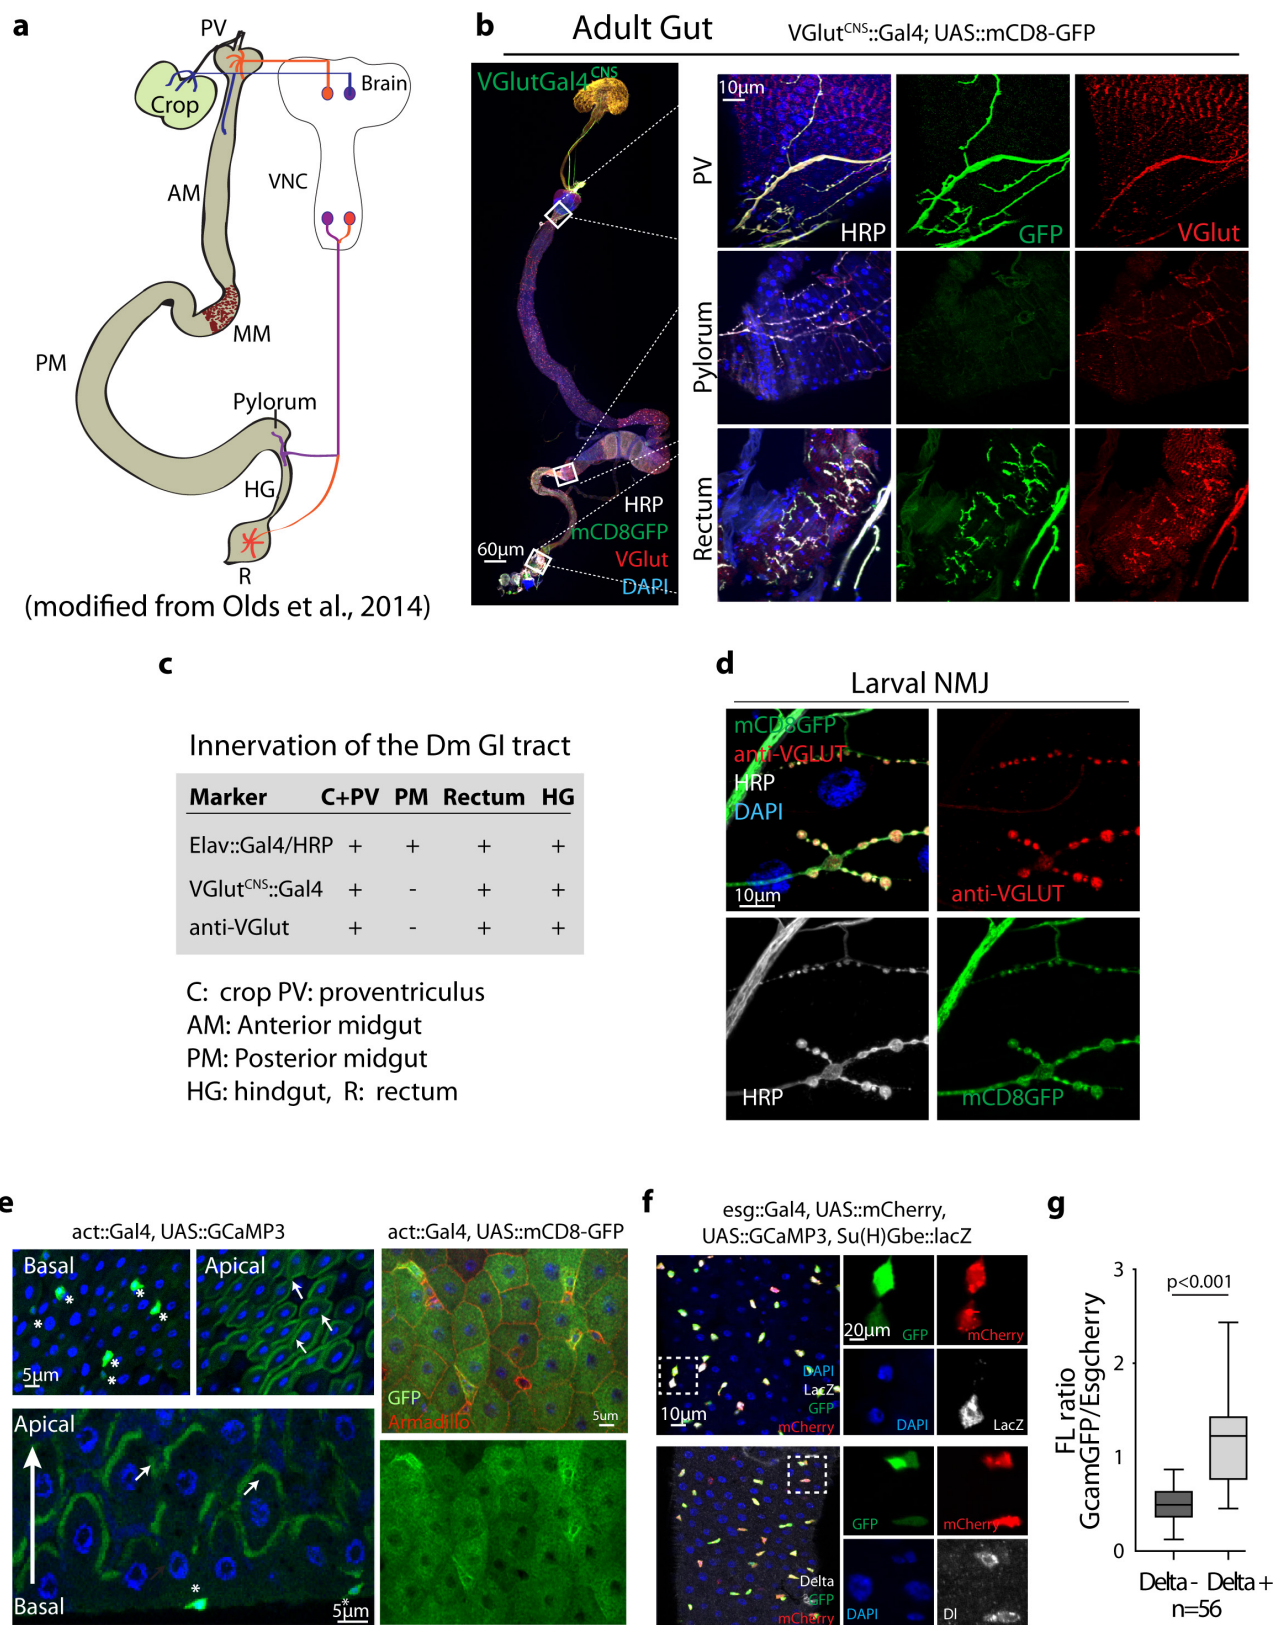 a
PV
Crop
Brain
AM
VNC
MM
PM
Pylorum
HG
R
(modified from Olds et al., 2014)
b
Adult Gut
VGlutCNS::Gal4; UAS::mCD8-GFP
VGlutGal4CNS
HRP
mCD8GFP
VGlut
DAPI
60µm
10µm
PV
HRP
GFP
VGlut
Pylorum
Rectum
c
Innervation of the Dm GI tract
Marker C+PV PM Rectum HG
Elav::Gal4/HRP + + + +
VGlutCNS::Gal4 + - + +
anti-VGlut + - + +
C: crop PV: proventriculus
AM: Anterior midgut
PM: Posterior midgut
HG: hindgut, R: rectum
d
Larval NMJ
mCD8GFP
anti-VGLUT
HRP
DAPI
10µm
anti-VGLUT
HRP
mCD8GFP
e
act::Gal4, UAS::GCaMP3
act::Gal4, UAS::mCD8-GFP
Basal
* * * * * *
5µm
Apical
GFP
Armadillo
5um
Apical
Basal
*
*
5µm
f
esg::Gal4, UAS::mCherry,
UAS::GCaMP3, Su(H)Gbe::lacZ
DAPI
LacZ
GFP
mCherry
10µm
20µm
GFP
mCherry
DAPI
LacZ
Delta
GFP
mCherry
GFP
mCherry
DAPI
Dl
g
FL ratio
GcamGFP/Esgcherry
3
2
1
0
p<0.001
Delta - Delta +
n=56